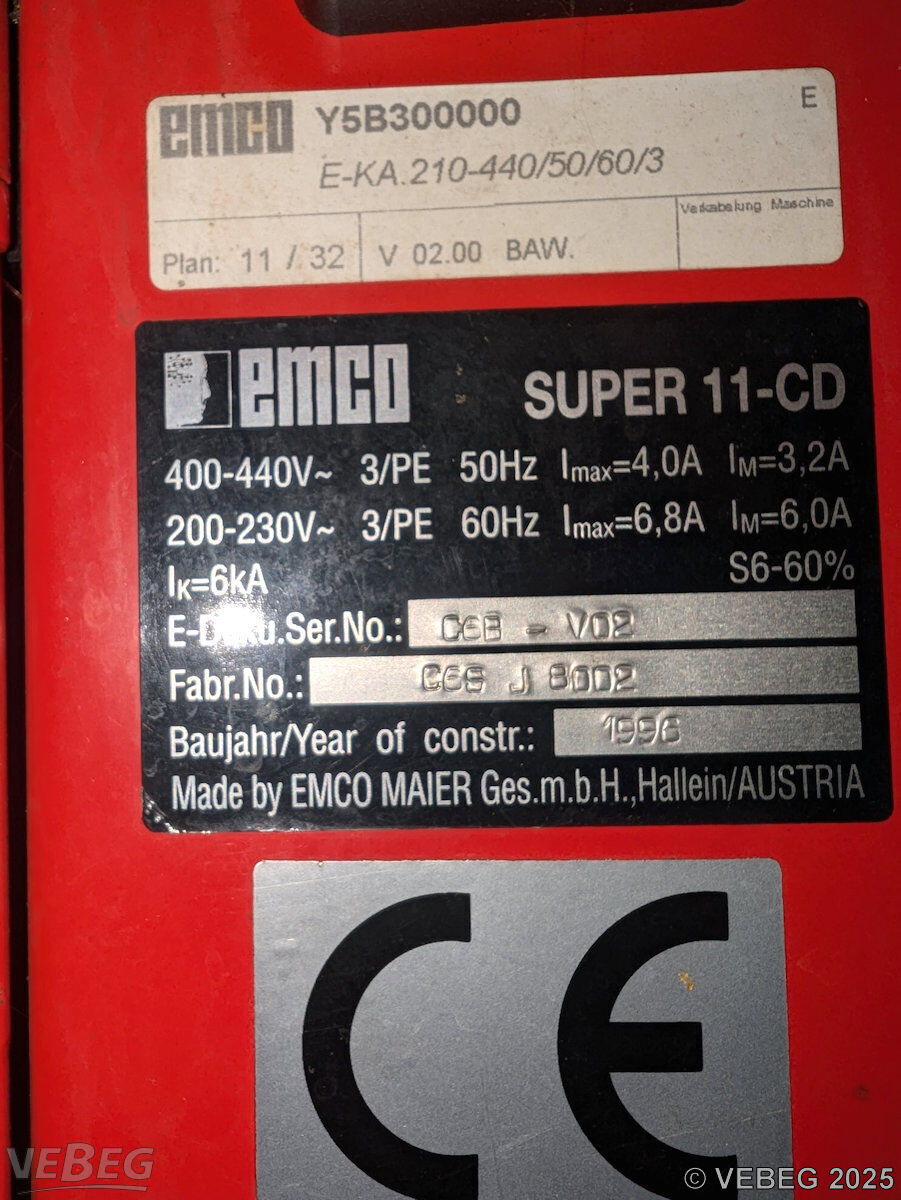 emco Y5B300000 E
E-KA.210-440/50/60/3
Verkabelung Maschine
Plan: 11 / 32 V 02.00 BAW.
emco SUPER 11-CD
400-440V~ 3/PE 50Hz Imax=4,0A IM=3,2A
200-230V~ 3/PE 60Hz Imax=6,8A IM=6,0A
IK=6kA S6-60%
Ser.No.: C6B - V02
Fabr.No.: J 8002
Baujahr/Year of constr.: 1996
Made by EMCO MAIER Ges.m.b.H.,Hallein/AUSTRIA
CE
VEBEG
© VEBEG 2025